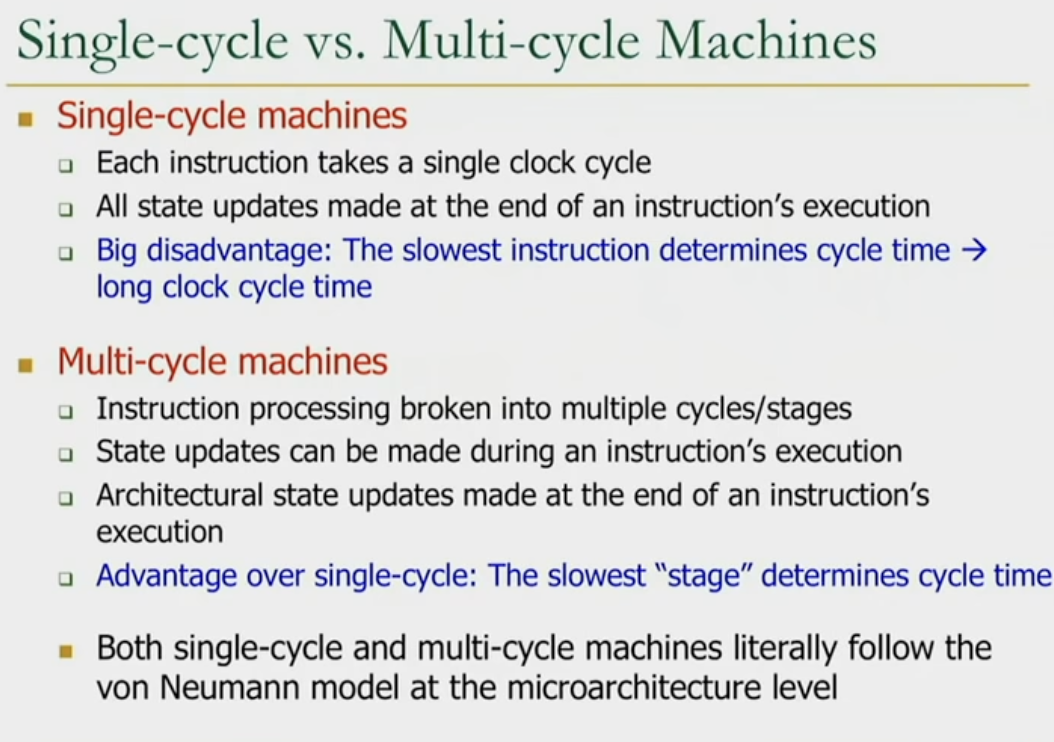 Single-cycle vs. Multi-cycle Machines
Single-cycle machines
Each instruction takes a single clock cycle
All state updates made at the end of an instruction's execution
Big disadvantage: The slowest instruction determines cycle time →
long clock cycle time
Multi-cycle machines
Instruction processing broken into multiple cycles/stages
State updates can be made during an instruction's execution
Architectural state updates made at the end of an instruction's
execution
Advantage over single-cycle: The slowest “stage” determines cycle time
Both single-cycle and multi-cycle machines literally follow the
von Neumann model at the microarchitecture level